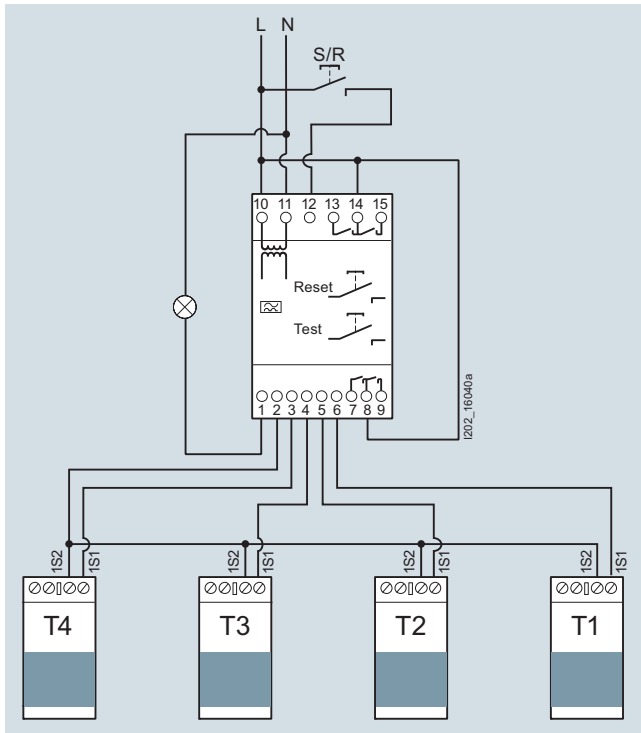 L N
S/R
10 11 12 13 14 15
Reset
Test
1 2 3 4 5 6 7 8 9
I202_16040a
1S2 1S1 1S2 1S1 1S2 1S1 1S2 1S1
T4 T3 T2 T1